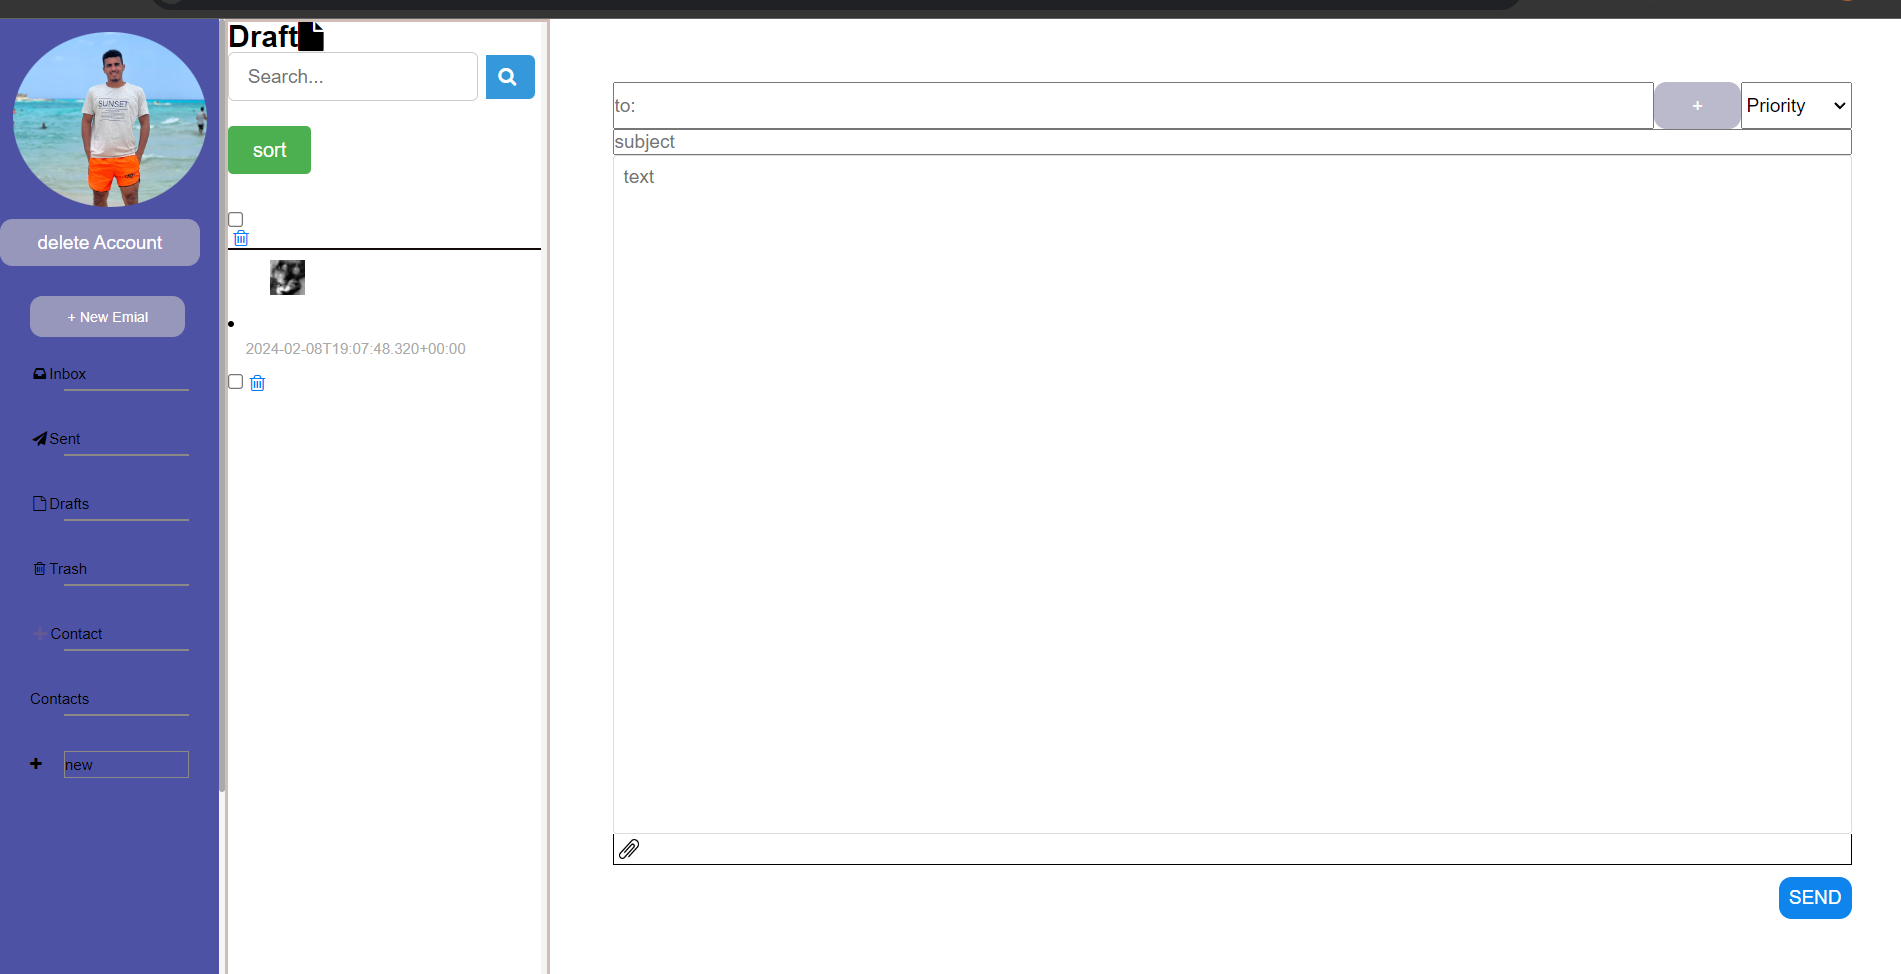 SUNSET
delete Account
+ New Emial
Inbox
Sent
Drafts
Trash
Contact
Contacts
new
Draft
Search...
sort
2024-02-08T19:07:48.320+00:00
to:
+
Priority
subject
text
SEND